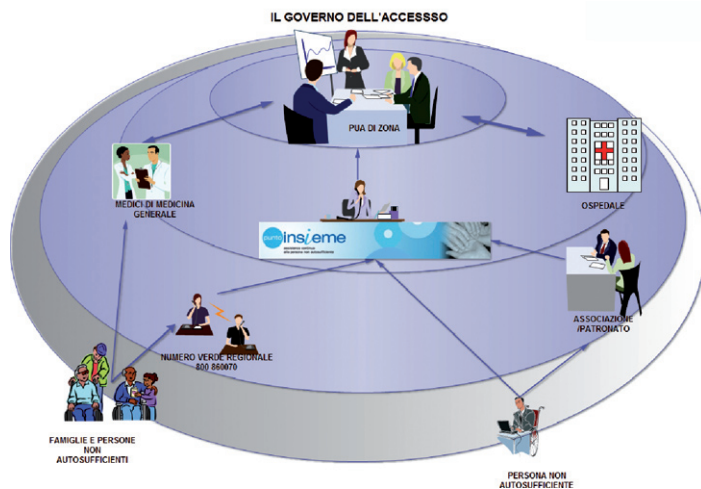 IL GOVERNO DELL'ACCESSSO
PUA DI ZONA
MEDICI DI MEDICINA
GENERALE
OSPEDALE
punto
insieme
ASSOCIAZIONE
/PATRONATO
NUMERO VERDE REGIONALE
800 860070
FAMIGLIE E PERSONE
NON
AUTOSUFFICIENTI
PERSONA NON
AUTOSUFFICIENTE